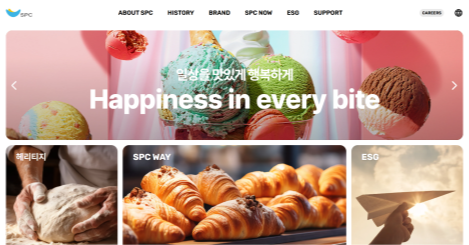 SPC
ABOUT SPC HISTORY BRAND SPC NOW ESG SUPPORT CAREERS
일상을 맛있게 행복하게
Happiness in every bite
헤리티지
SPC WAY
ESG